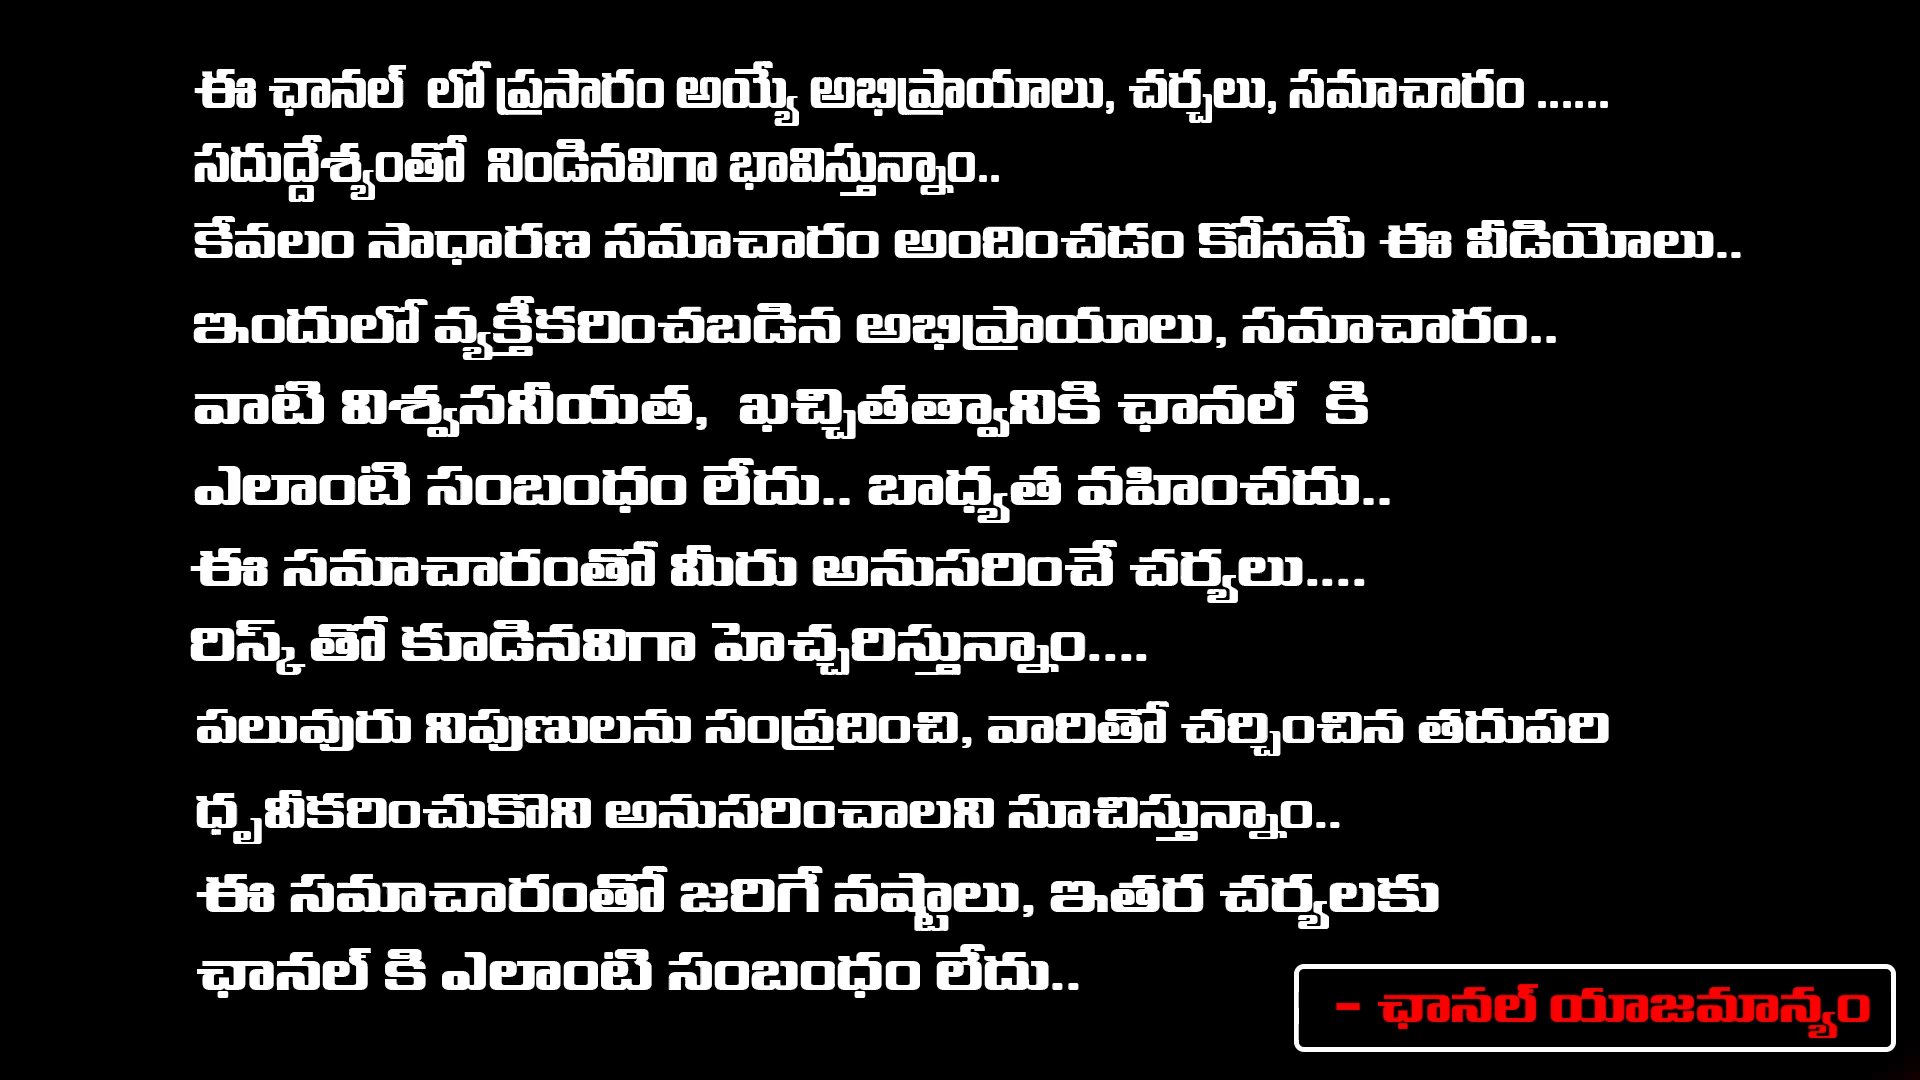 ఈ ఛానల్ లో ప్రసారం అయ్యే అభిప్రాయాలు, చర్చలు, సమాచారం ......
సదుద్దేశ్యంతో నిండినవిగా భావిస్తున్నాం..
కేవలం సాధారణ సమాచారం అందించడం కోసమే ఈ వీడియోలు..
ఇందులో వ్యక్తీకరించబడిన అభిప్రాయాలు, సమాచారం..
వాటి విశ్వసనీయత, ఖచ్చితత్వానికి ఛానల్ కి
ఎలాంటి సంబంధం లేదు.. బాధ్యత వహించదు..
ఈ సమాచారంతో మీరు అనుసరించే చర్యలు....
రిస్క్ తో కూడినవిగా హెచ్చరిస్తున్నాం....
పలువురు నిపుణులను సంప్రదించి, వారితో చర్చించిన తదుపరి
ధృవీకరించుకొని అనుసరించాలని సూచిస్తున్నాం..
ఈ సమాచారంతో జరిగే నష్టాలు, ఇతర చర్యలకు
ఛానల్ కి ఎలాంటి సంబంధం లేదు..
- ఛానల్ యాజమాన్యం